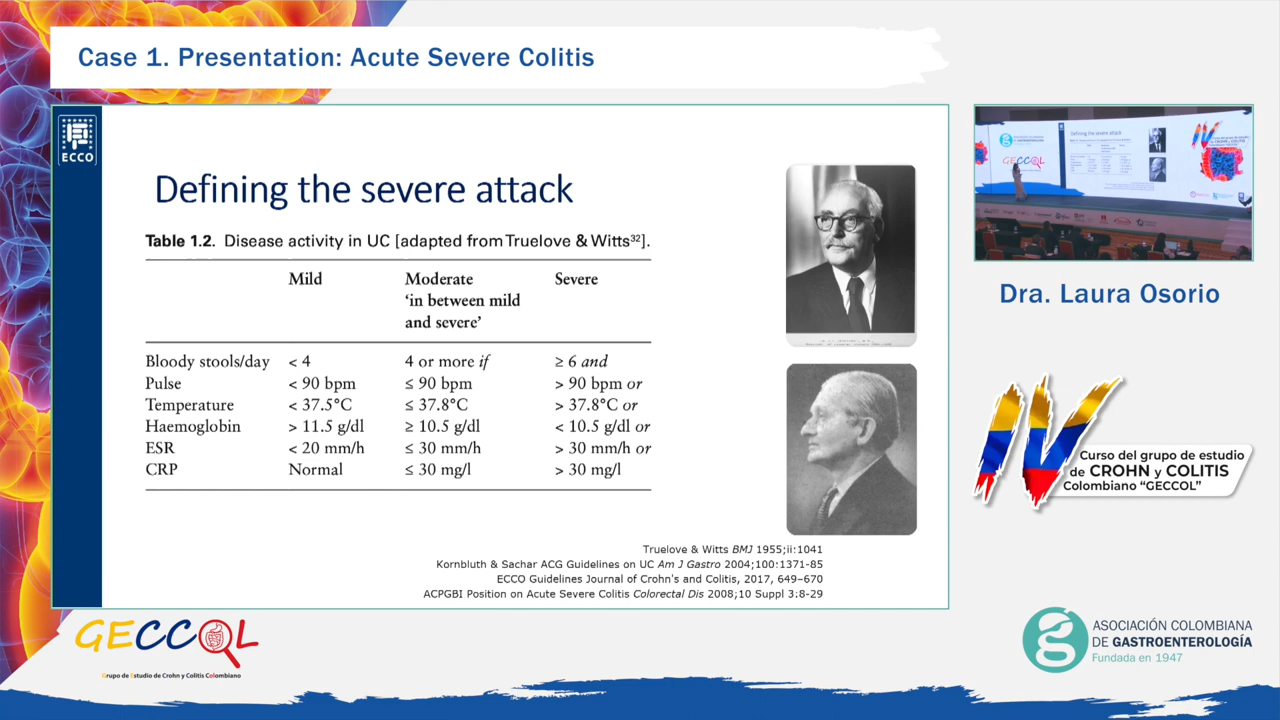 Case 1. Presentation: Acute Severe Colitis
ECCO
Defining the severe attack
Table 1.2. Disease activity in UC [adapted from Truelove & Witts32].
Mild Moderate Severe
‘in between mild
and severe’
Bloody stools/day < 4 4 or more if ≥ 6 and
Pulse < 90 bpm ≤ 90 bpm > 90 bpm or
Temperature < 37.5°C ≤ 37.8°C > 37.8°C or
Haemoglobin > 11.5 g/dl ≥ 10.5 g/dl < 10.5 g/dl or
ESR < 20 mm/h ≤ 30 mm/h > 30 mm/h or
CRP Normal ≤ 30 mg/l > 30 mg/l
Truelove & Witts BMJ 1955;ii:1041
Kornbluth & Sachar ACG Guidelines on UC Am J Gastro 2004;100:1371-85
ECCO Guidelines Journal of Crohn's and Colitis, 2017, 649–670
ACPGBI Position on Acute Severe Colitis Colorectal Dis 2008;10 Suppl 3:8-29
Defining the severe attack
GECCOL
Dra. Laura Osorio
IV
Curso del grupo de estudio
de CROHN y COLITIS
Colombiano “GECCOL”
GECCOL
Grupo de Estudio de Crohn y Colitis Colombiano
ASOCIACIÓN COLOMBIANA
DE GASTROENTEROLOGÍA
Fundada en 1947